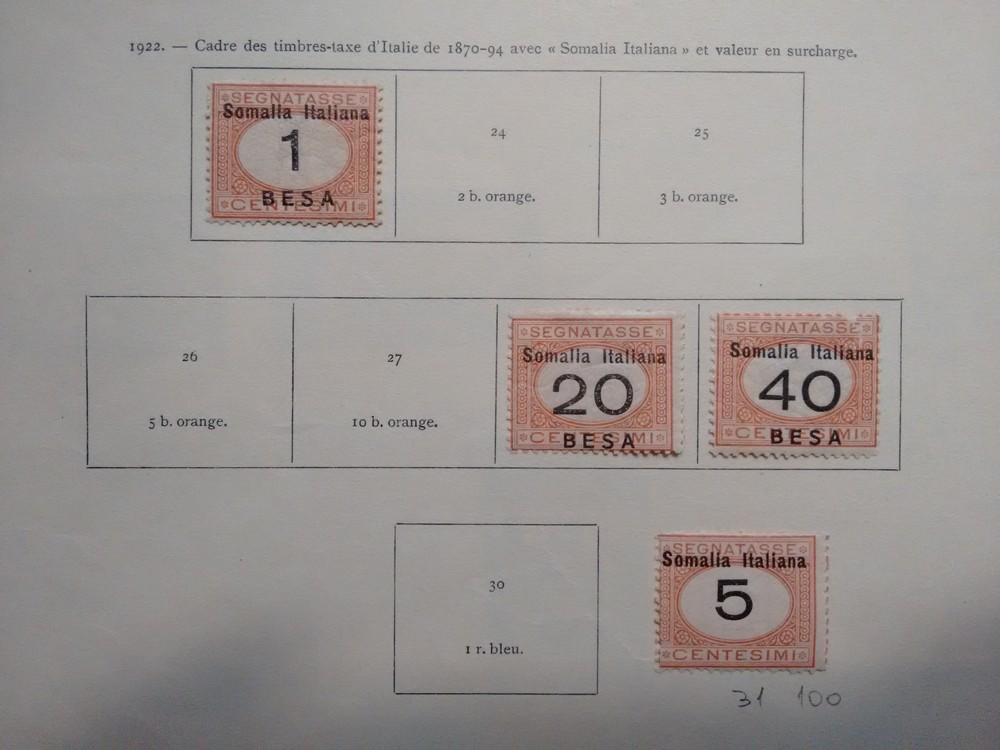 1922. — Cadre des timbres-taxe d'Italie de 1870-94 avec « Somalia Italiana » et valeur en surcharge.
SEGNATASSE
Somalia Italiana
1
BESA
CENTESIMI
24
2 b. orange.
25
3 b. orange.
26
5 b. orange.
27
10 b. orange.
SEGNATASSE
Somalia Italiana
20
BESA
CENTESIMI
SEGNATASSE
Somalia Italiana
40
BESA
CENTESIMI
30
1 r. bleu.
SEGNATASSE
Somalia Italiana
5
CENTESIMI
31 100